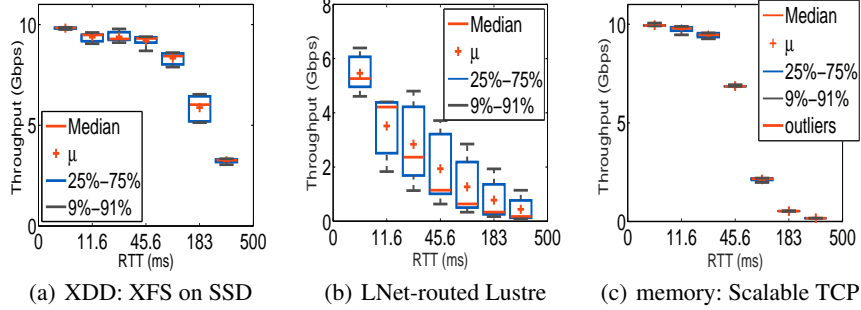 Throughput (Gbps)
10
5
0
Median
μ
25%−75%
9%−91%
0 11.6 45.6 183 500
RTT (ms)
(a) XDD: XFS on SSD
Throughput (Gbps)
8
6
4
2
0
Median
μ
25%−75%
9%−91%
0 11.6 45.6 183 500
RTT (ms)
(b) LNet-routed Lustre
Throughput (Gbps)
10
5
0
Median
μ
25%−75%
9%−91%
outliers
0 11.6 45.6 183 500
RTT (ms)
(c) memory: Scalable TCP